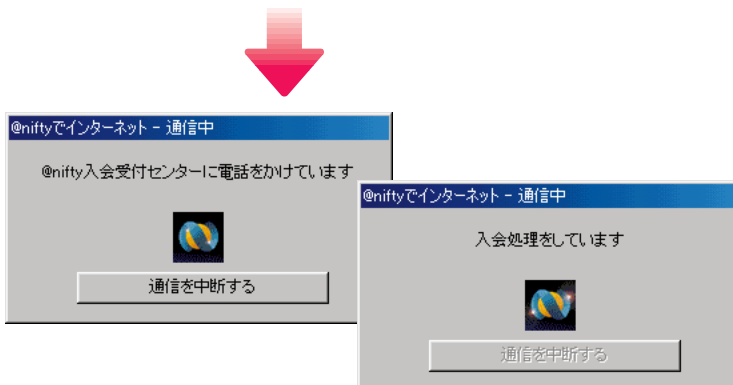 @niftyでインターネット - 通信中
@nifty入会受付センターに電話をかけています
通信を中断する
@niftyでインターネット - 通信中
入会処理をしています
通信を中断する